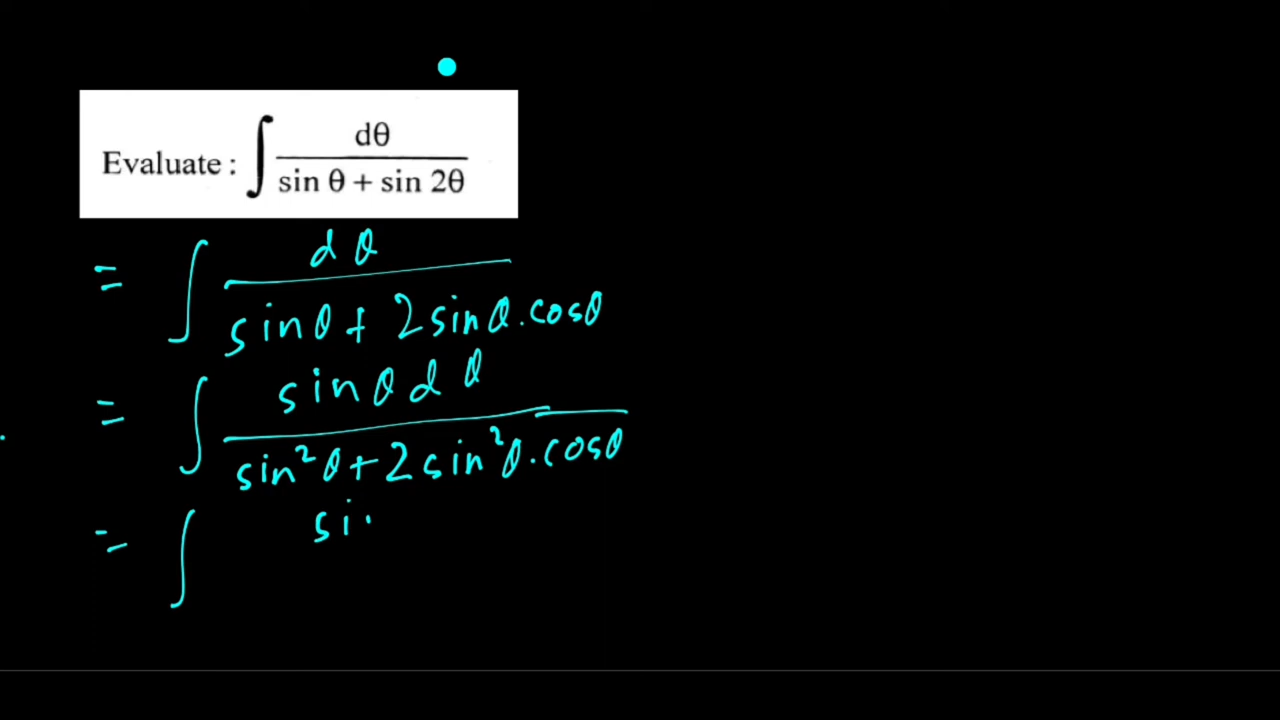 Evaluate : ∫ dθ / (sin θ + sin 2θ)
= ∫ dθ / (sinθ + 2sinθ.cosθ)
= ∫ sinθ dθ / (sin²θ + 2sin²θ.cosθ)
= ∫ si